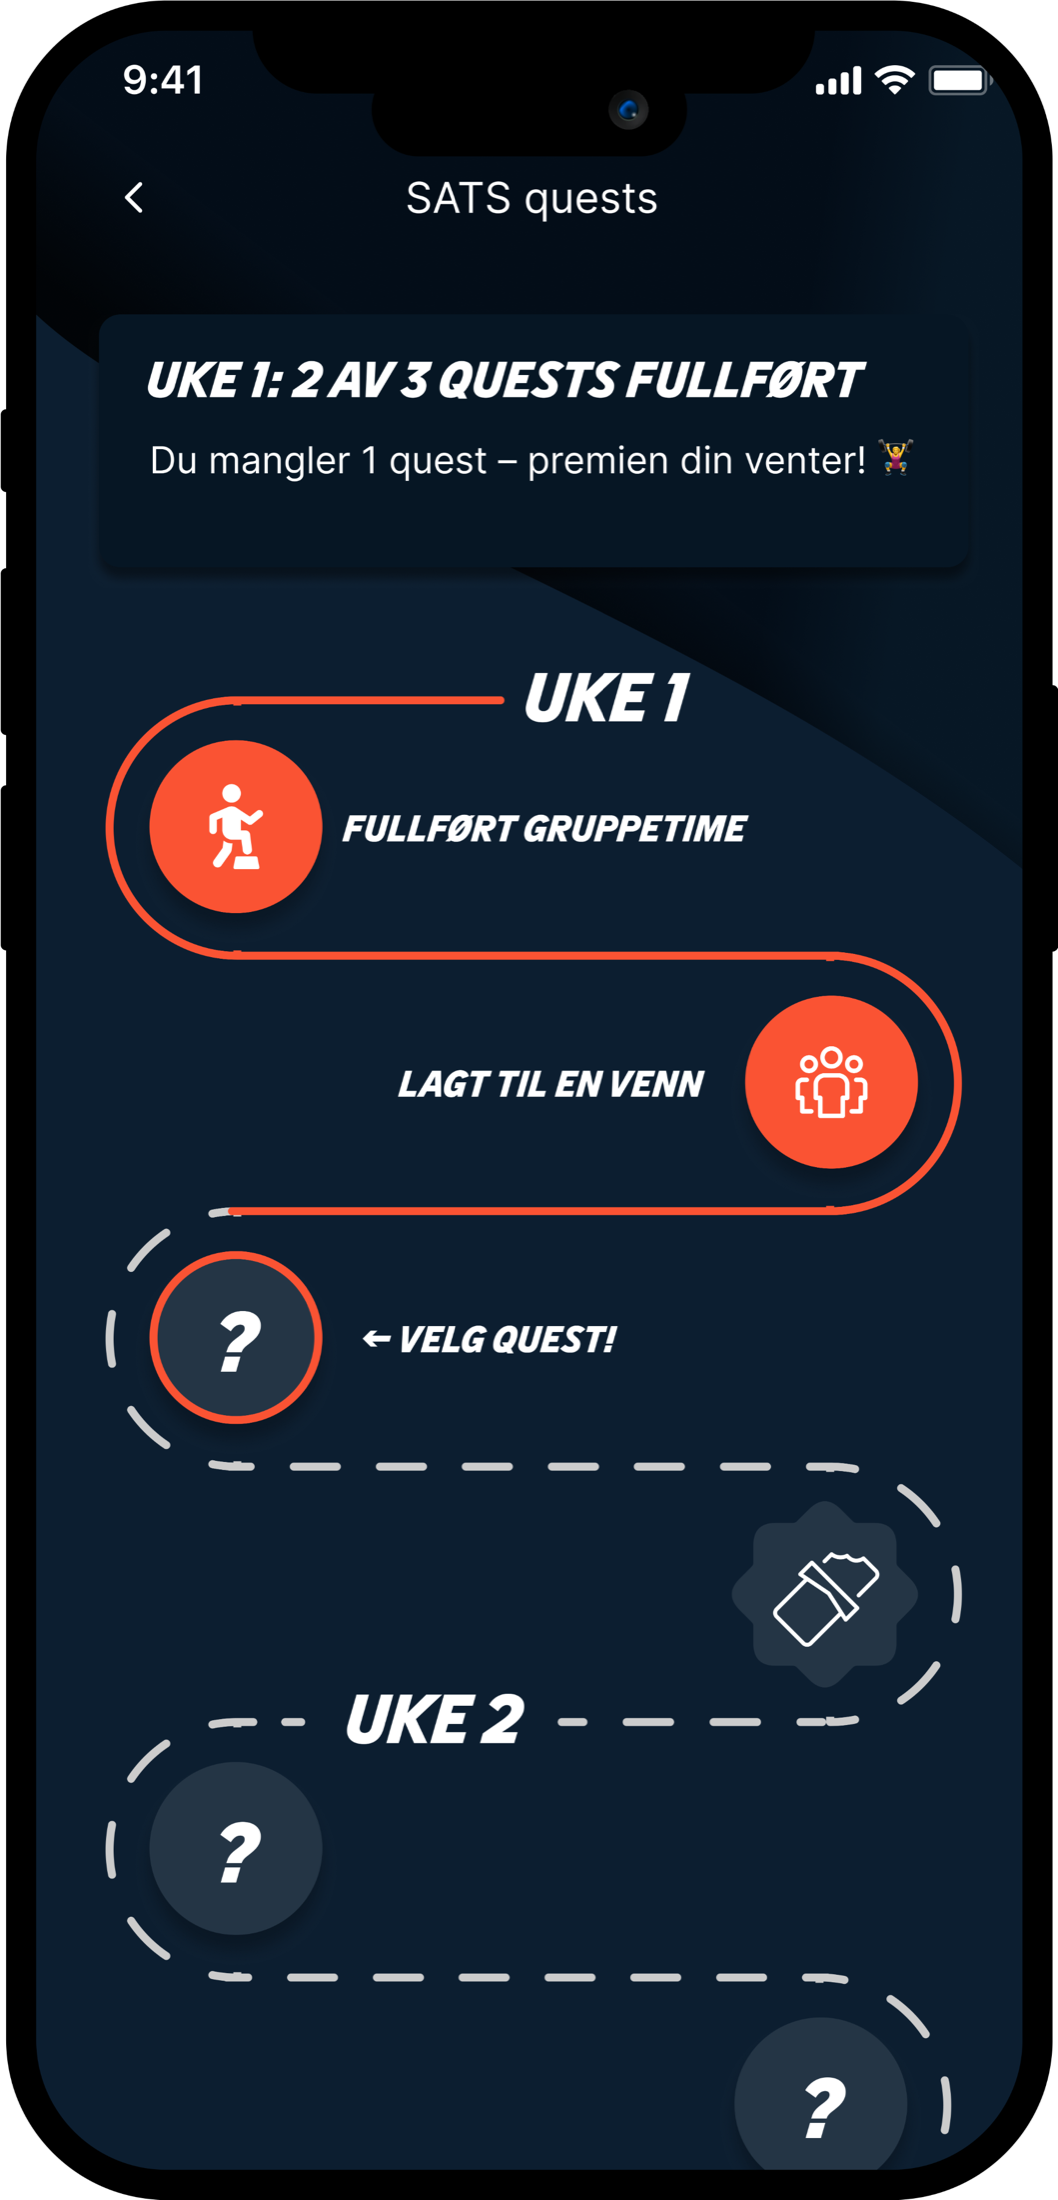 9:41
SATS quests
UKE 1: 2 AV 3 QUESTS FULLFØRT
Du mangler 1 quest – premien din venter! 🏋️
UKE 1
FULLFØRT GRUPPETIME
LAGT TIL EN VENN
?
← VELG QUEST!
UKE 2
?
?